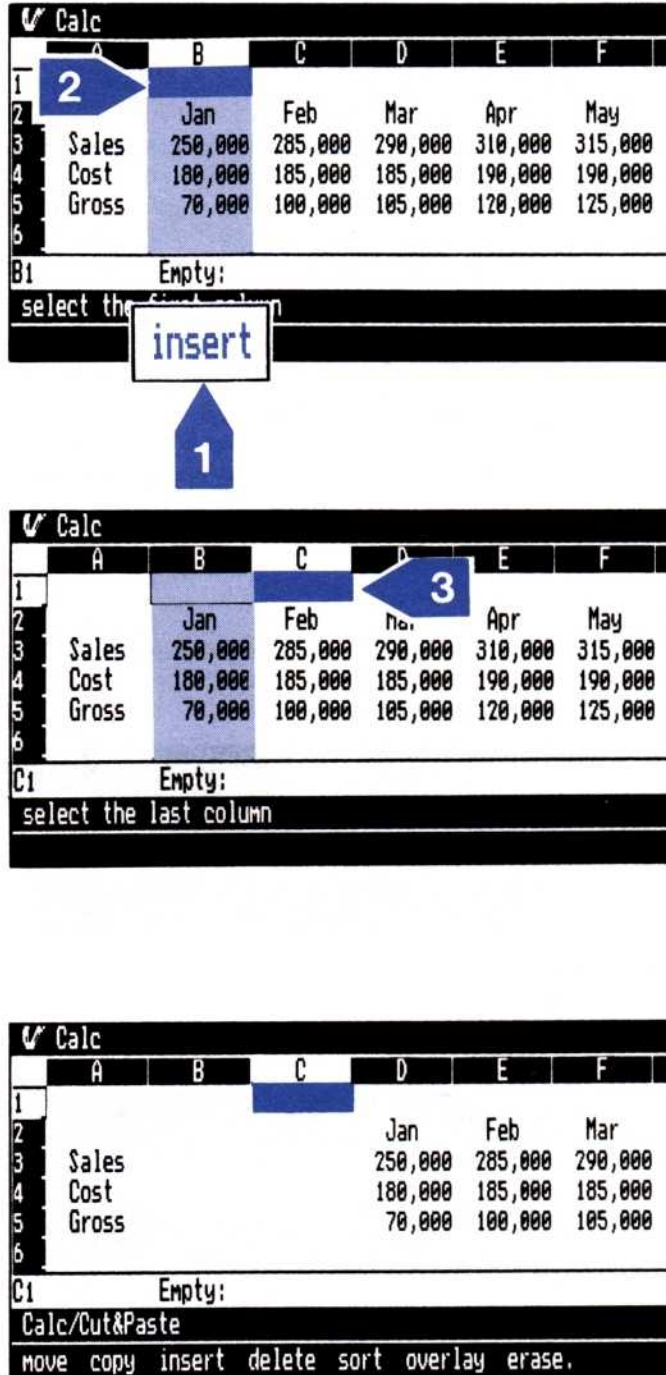 Calc
A B C D E F
1
2
2 Jan Feb Mar Apr May
3 Sales 250,000 285,000 290,000 310,000 315,000
4 Cost 180,000 185,000 185,000 190,000 190,000
5 Gross 70,000 100,000 105,000 120,000 125,000
6
B1 Empty:
select the first column
insert
1
Calc
A B C D E F
1
3
2 Jan Feb Mar Apr May
3 Sales 250,000 285,000 290,000 310,000 315,000
4 Cost 180,000 185,000 185,000 190,000 190,000
5 Gross 70,000 100,000 105,000 120,000 125,000
6
C1 Empty:
select the last column
Calc
A B C D E F
1
2 Jan Feb Mar
3 Sales 250,000 285,000 290,000
4 Cost 180,000 185,000 185,000
5 Gross 70,000 100,000 105,000
6
C1 Empty:
Calc/Cut&Paste
move copy insert delete sort overlay erase.